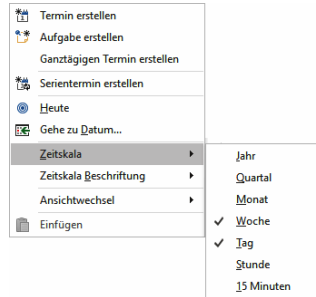 Termin erstellen
Aufgabe erstellen
Ganztägigen Termin erstellen
Serientermin erstellen
Heute
Gehe zu Datum...
Zeitskala
Zeitskala Beschriftung
Ansichtwechsel
Einfügen
Jahr
Quartal
Monat
Woche
Tag
Stunde
15 Minuten